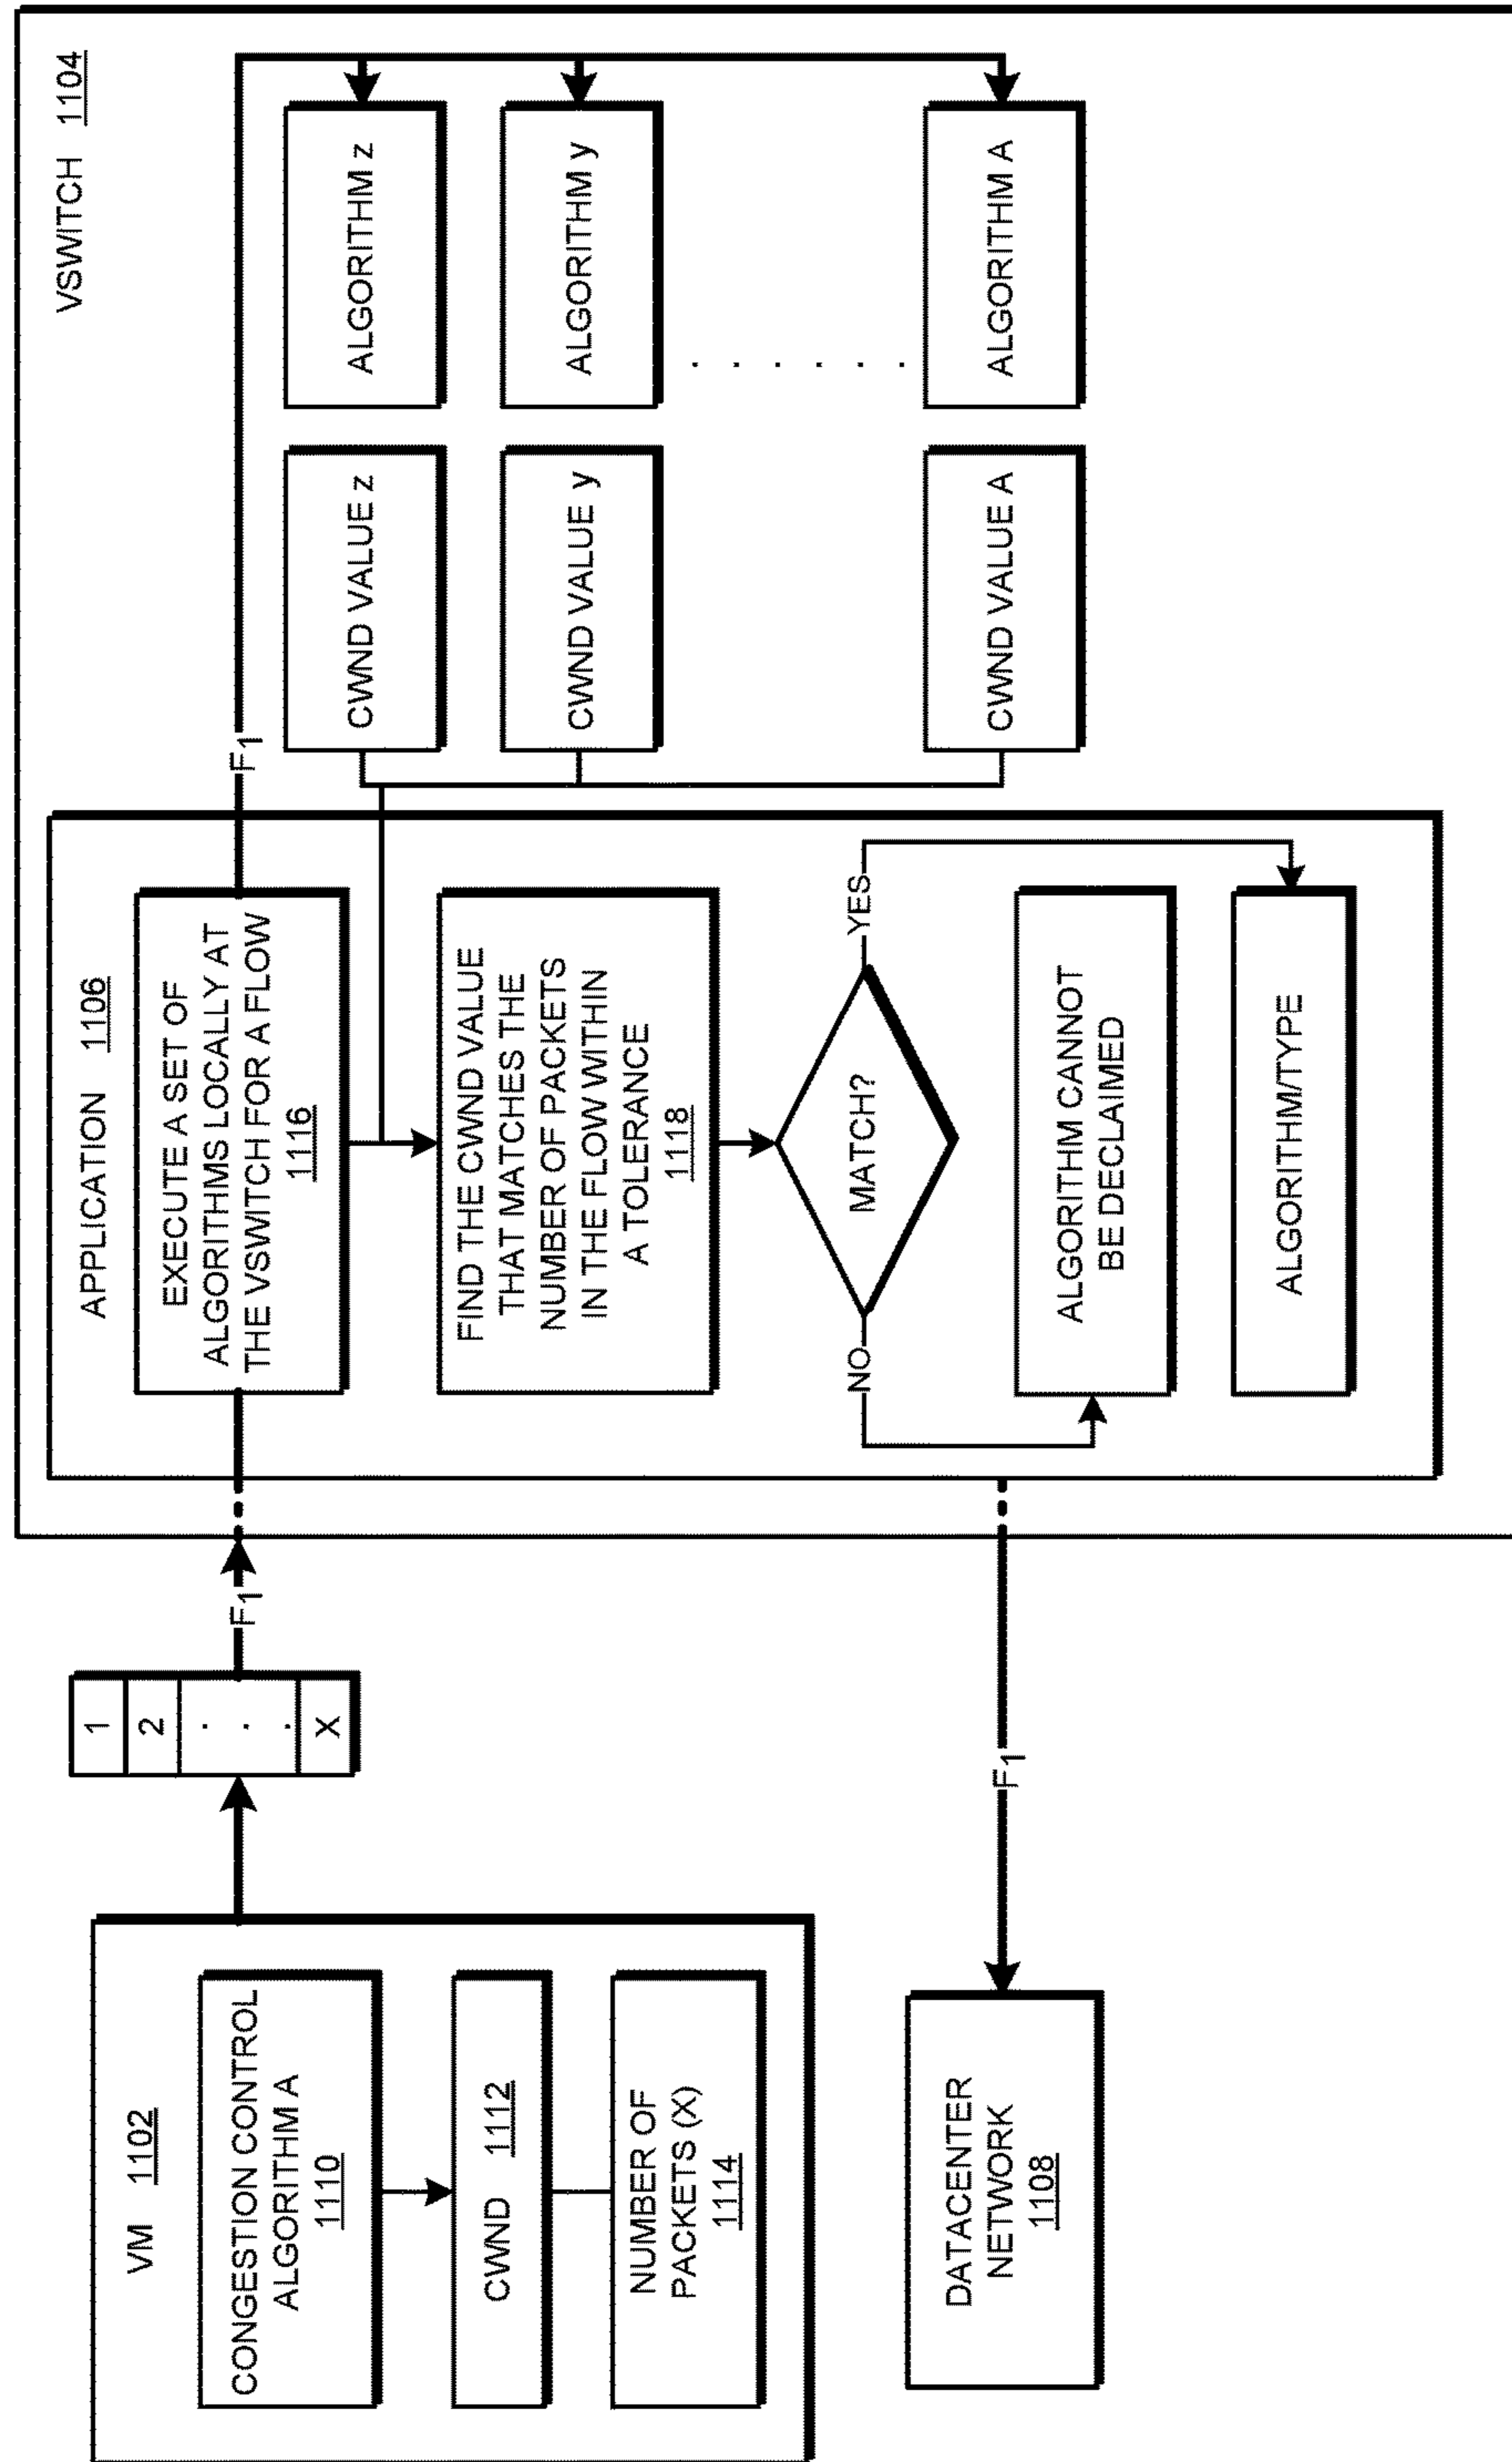 VM 1102
CONGESTION CONTROL
ALGORITHM A
1110
CWND 1112
NUMBER OF
PACKETS (X)
1114
1
2
.
.
.
X
F1
DATACENTER
NETWORK
1108
F1
VSWITCH 1104
APPLICATION 1106
EXECUTE A SET OF
ALGORITHMS LOCALLY AT
THE VSWITCH FOR A FLOW
1116
F1
FIND THE CWND VALUE
THAT MATCHES THE
NUMBER OF PACKETS
IN THE FLOW WITHIN
A TOLERANCE
1118
MATCH?
NO
YES
ALGORITHM CANNOT
BE DECLAIMED
ALGORITHM/TYPE
CWND VALUE z
ALGORITHM z
CWND VALUE y
ALGORITHM y
. . . . . .
CWND VALUE A
ALGORITHM A